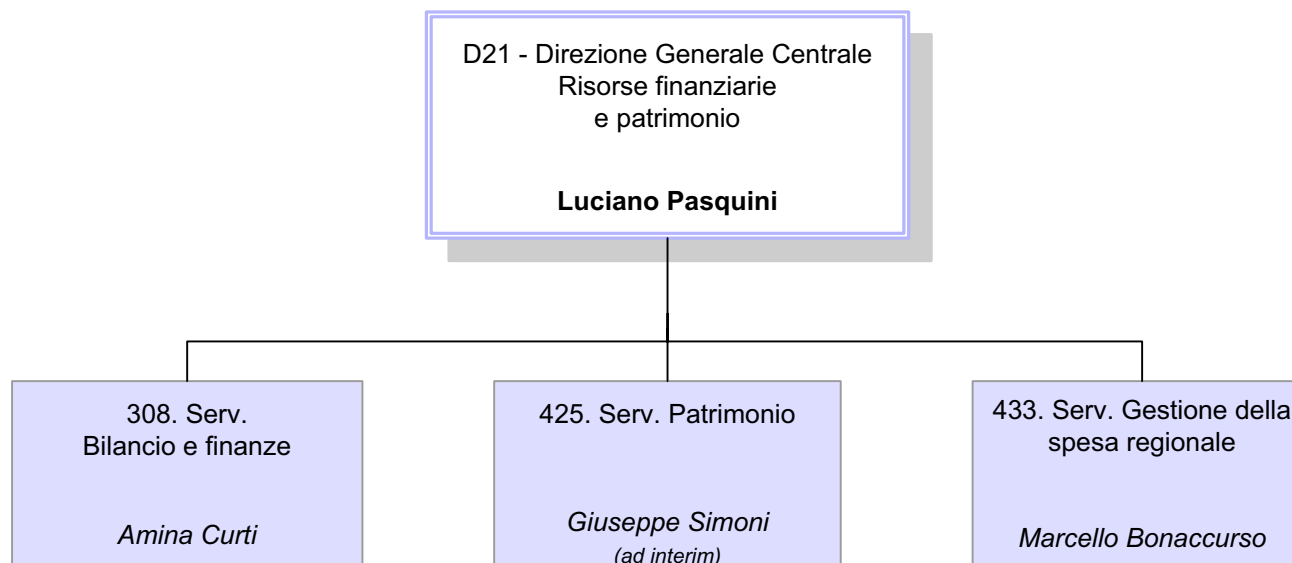 D21 - Direzione Generale Centrale
Risorse finanziarie
e patrimonio
Luciano Pasquini
308. Serv.
Bilancio e finanze
Amina Curti
425. Serv. Patrimonio
Giuseppe Simoni
(ad interim)
433. Serv. Gestione della
spesa regionale
Marcello Bonaccurso